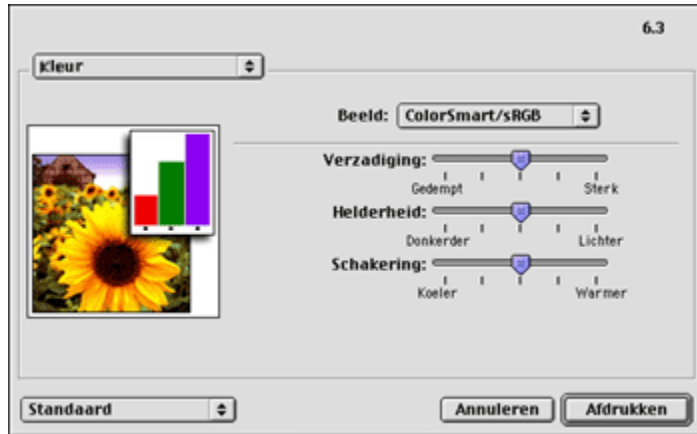 6.3
Kleur
Beeld: ColorSmart/sRGB
Verzadiging:
Gedempt Sterk
Helderheid:
Donkerder Lichter
Schakering:
Koeler Warmer
Standaard Annuleren Afdrukken